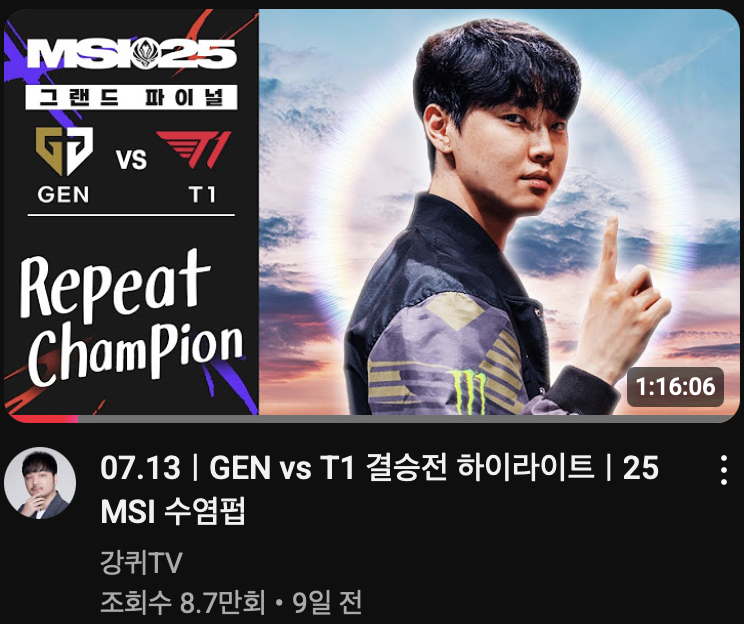 MSI 25
그랜드 파이널
GEN VS T1
Repeat
Champion
1:16:06
07.13 | GEN vs T1 결승전 하이라이트 | 25
MSI 수염펍
강퀴TV
조회수 8.7만회 • 9일 전